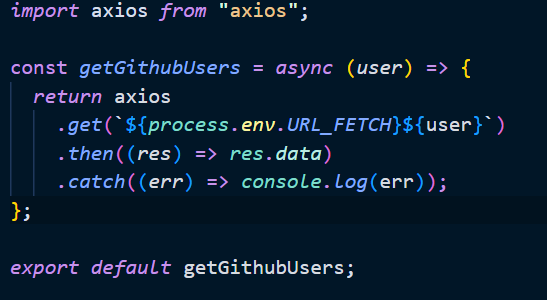 import axios from "axios";
const getGithubUsers = async (user) => {
return axios
.get(`${process.env.URL_FETCH}${user}`)
.then((res) => res.data)
.catch((err) => console.log(err));
};
export default getGithubUsers;